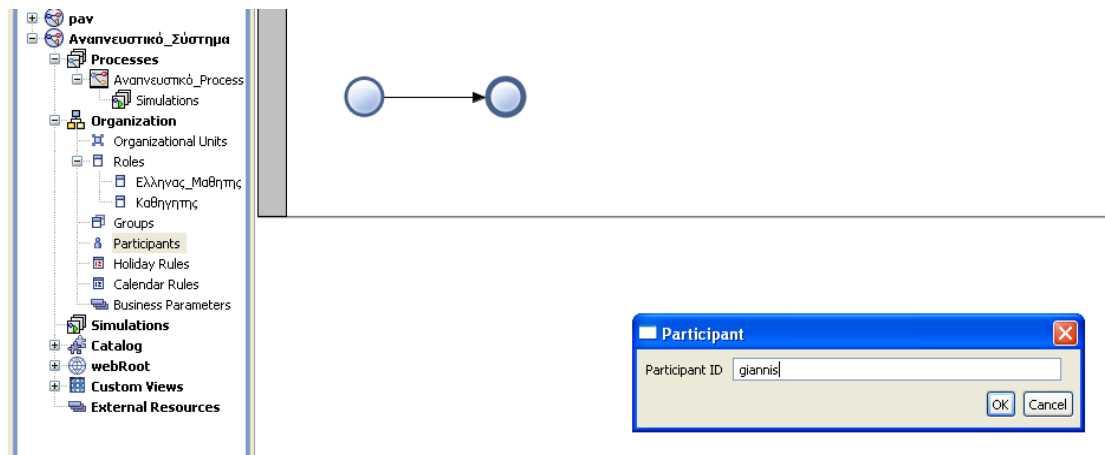 pav
Αναπνευστικό_Σύστημα
Processes
Αναπνευστικό_Process
Simulations
Organization
Organizational Units
Roles
Ελληνας_Μαθητης
Καθηγητης
Groups
Participants
Holiday Rules
Calendar Rules
Business Parameters
Simulations
Catalog
webRoot
Custom Views
External Resources
Participant
Participant ID giannis
OK Cancel